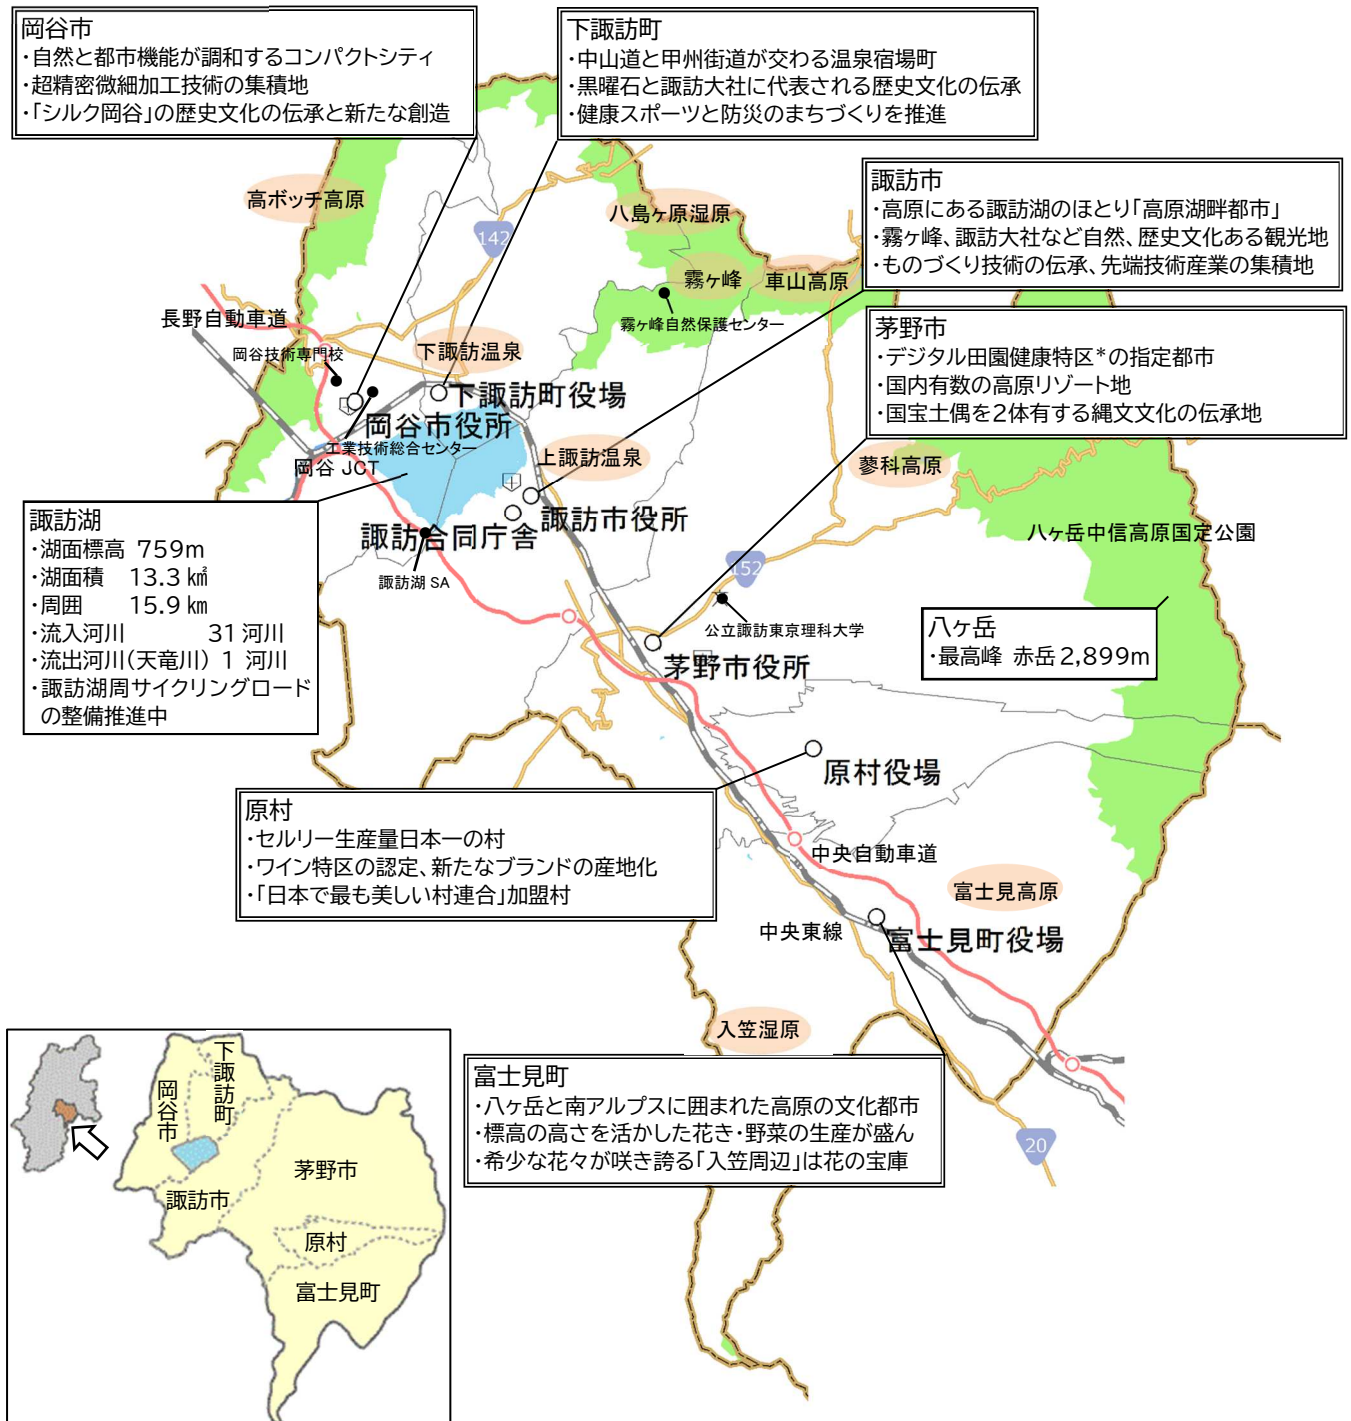 岡谷市
・自然と都市機能が調和するコンパクトシティ
・超精密微細加工技術の集積地
・「シルク岡谷」の歴史文化の伝承と新たな創造
下諏訪町
・中山道と甲州街道が交わる温泉宿場町
・黒曜石と諏訪大社に代表される歴史文化の伝承
・健康スポーツと防災のまちづくりを推進
諏訪市
・高原にある諏訪湖のほとり「高原湖畔都市」
・霧ヶ峰、諏訪大社など自然、歴史文化ある観光地
・ものづくり技術の伝承、先端技術産業の集積地
高ボッチ高原
八島ヶ原湿原
142
霧ヶ峰
車山高原
霧ヶ峰自然保護センター
長野自動車道
岡谷技術専門校
下諏訪温泉
茅野市
・デジタル田園健康特区*の指定都市
・国内有数の高原リゾート地
・国宝土偶を2体有する縄文文化の伝承地
下諏訪町役場
岡谷市役所
工業技術総合センター
岡谷 JCT
上諏訪温泉
蓼科高原
諏訪湖
・湖面標高 759m
・湖面積 13.3 ㎢
・周囲 15.9 ㎞
・流入河川 31 河川
・流出河川(天竜川) 1 河川
・諏訪湖周サイクリングロード
の整備推進中
諏訪市役所
諏訪合同庁舎
諏訪湖 SA
八ヶ岳中信高原国定公園
152
公立諏訪東京理科大学
八ヶ岳
・最高峰 赤岳 2,899m
茅野市役所
原村役場
原村
・セルリー生産量日本一の村
・ワイン特区の認定、新たなブランドの産地化
・「日本で最も美しい村連合」加盟村
中央自動車道
富士見高原
中央東線
富士見町役場
入笠湿原
富士見町
・八ヶ岳と南アルプスに囲まれた高原の文化都市
・標高の高さを活かした花き・野菜の生産が盛ん
・希少な花々が咲き誇る「入笠周辺」は花の宝庫
20
下諏訪町
岡谷市
茅野市
諏訪市
原村
富士見町